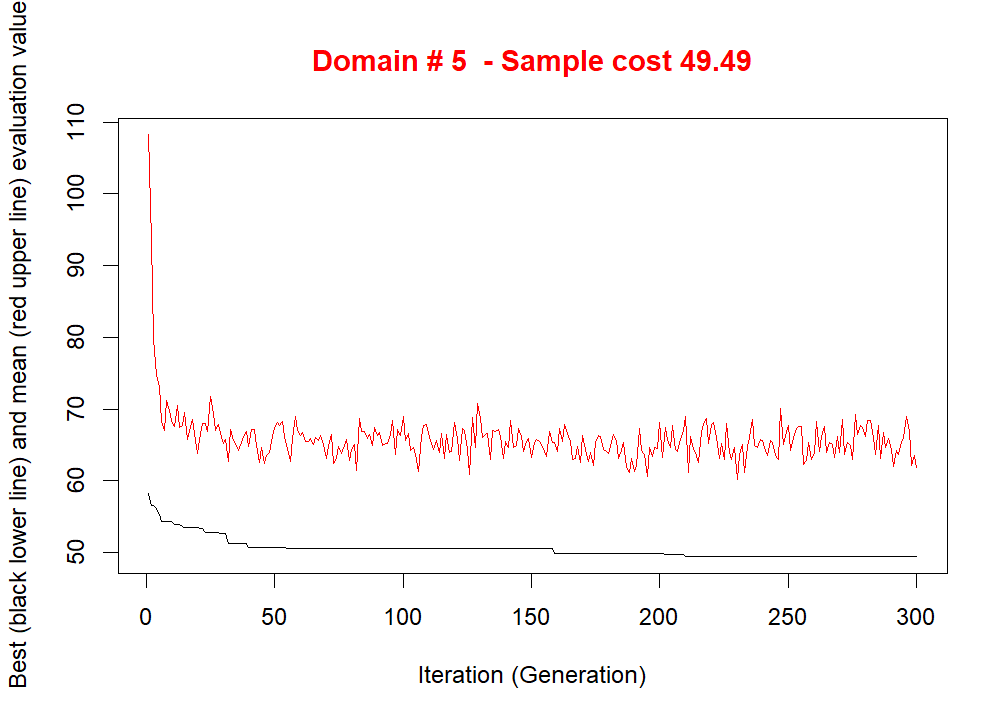 Domain # 5  - Sample cost 49.49
Best (black lower line) and mean (red upper line) evaluation value
110
100
90
80
70
60
50
0 50 100 150 200 250 300
Iteration (Generation)